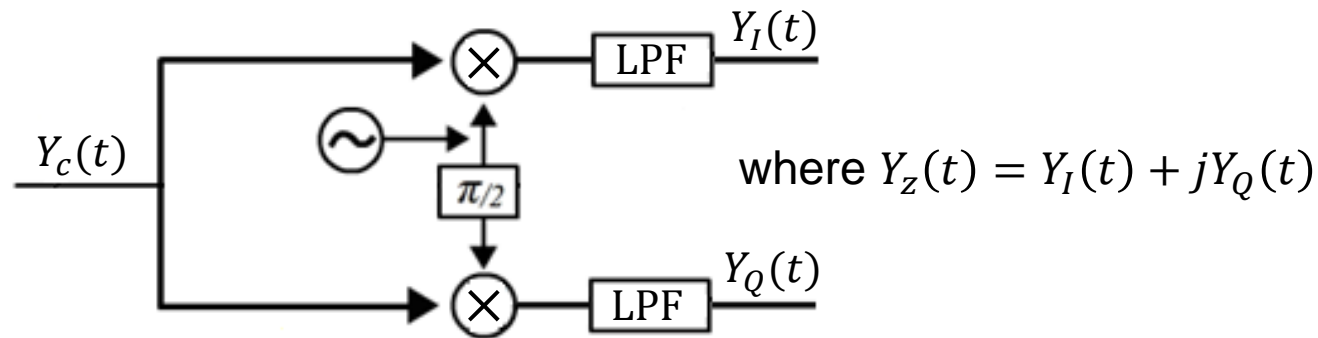 Y_I(t)
LPF
Y_c(t)
π/2
where Y_z(t) = Y_I(t) + jY_Q(t)
Y_Q(t)
LPF